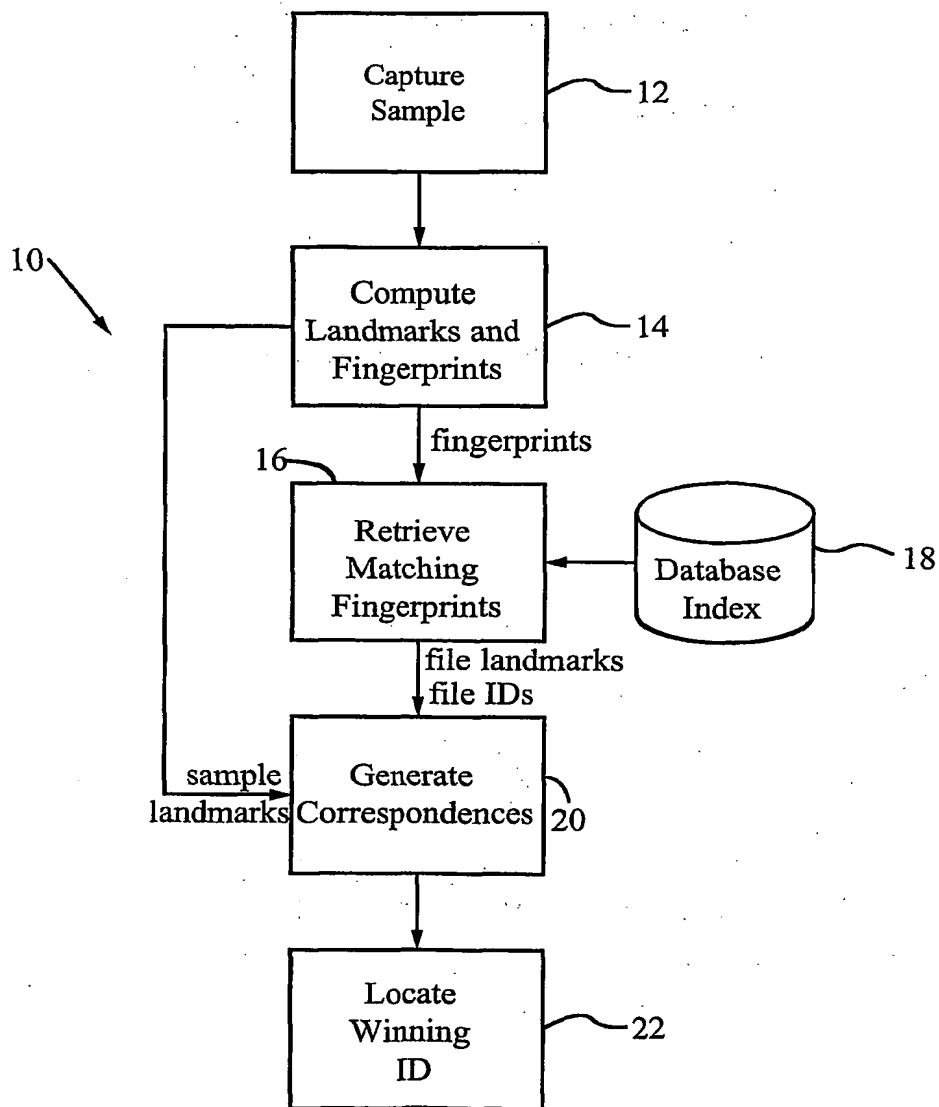 Capture
Sample
12
10
Compute
Landmarks and
Fingerprints
14
fingerprints
16
Retrieve
Matching
Fingerprints
Database
Index
18
file landmarks
file IDs
sample
landmarks
Generate
Correspondences
20
Locate
Winning
ID
22